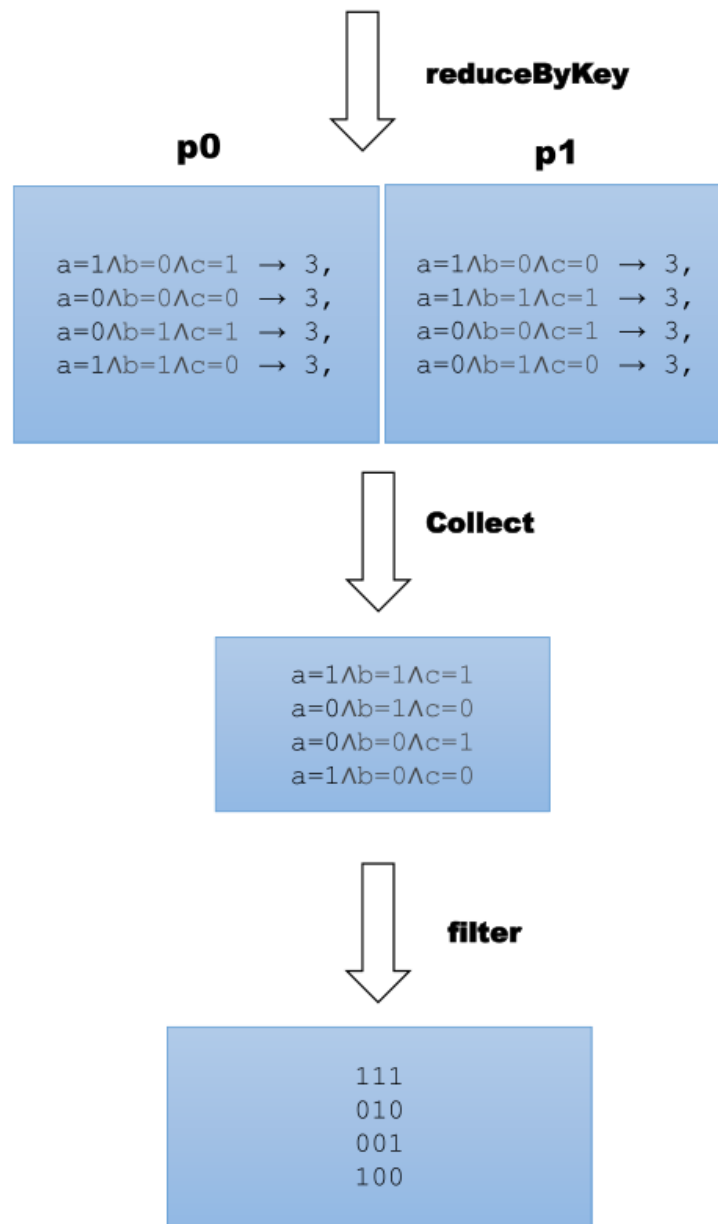 reduceByKey
p0
p1
a=1∧b=0∧c=1 → 3,
a=0∧b=0∧c=0 → 3,
a=0∧b=1∧c=1 → 3,
a=1∧b=1∧c=0 → 3,
a=1∧b=0∧c=0 → 3,
a=1∧b=1∧c=1 → 3,
a=0∧b=0∧c=1 → 3,
a=0∧b=1∧c=0 → 3,
Collect
a=1∧b=1∧c=1
a=0∧b=1∧c=0
a=0∧b=0∧c=1
a=1∧b=0∧c=0
filter
111
010
001
100